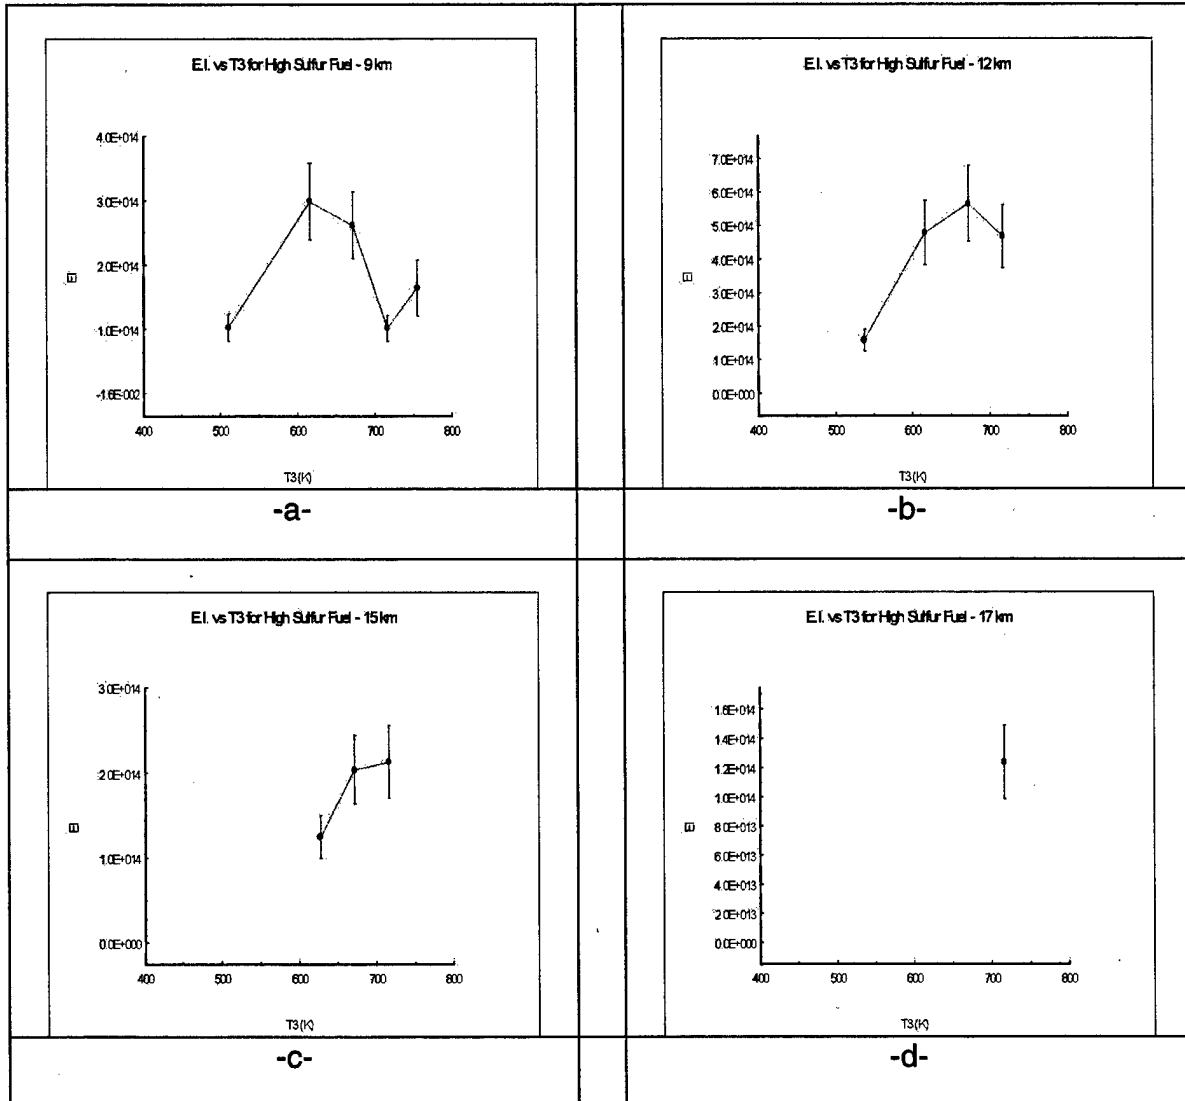 E.I. vs T3 for High Sulfur Fuel - 9 km
4.0E+014
3.0E+014
2.0E+014
1.0E+014
-1.6E-002
EI
400 500 600 700 800
T3(K)
-a-
E.I. vs T3 for High Sulfur Fuel - 12 km
7.0E+014
6.0E+014
5.0E+014
4.0E+014
3.0E+014
2.0E+014
1.0E+014
0.0E+000
EI
400 500 600 700 800
T3(K)
-b-
E.I. vs T3 for High Sulfur Fuel - 15 km
3.0E+014
2.0E+014
1.0E+014
0.0E+000
EI
400 500 600 700 800
T3(K)
-c-
E.I. vs T3 for High Sulfur Fuel - 17 km
1.6E+014
1.4E+014
1.2E+014
1.0E+014
8.0E+013
6.0E+013
4.0E+013
2.0E+013
0.0E+000
EI
400 500 600 700 800
T3(K)
-d-